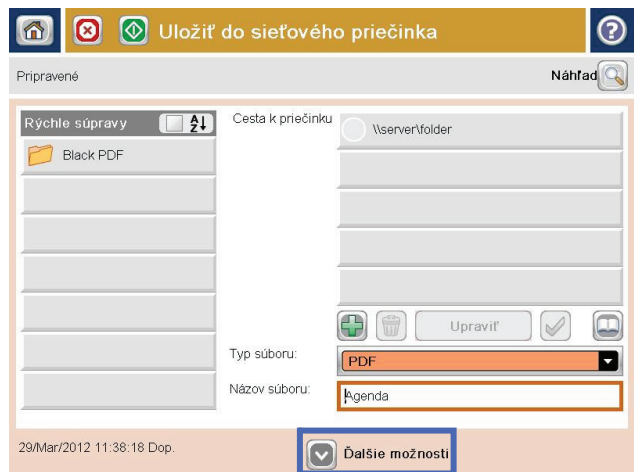 Uložiť do sieťového priečinka
Pripravené
Náhľad
Rýchle súpravy
A
Z
Cesta k priečinku
\\server\folder
Black PDF
Upraviť
Typ súboru:
PDF
Názov súboru:
Agenda
29/Mar/2012 11:38:18 Dop.
Ďalšie možnosti